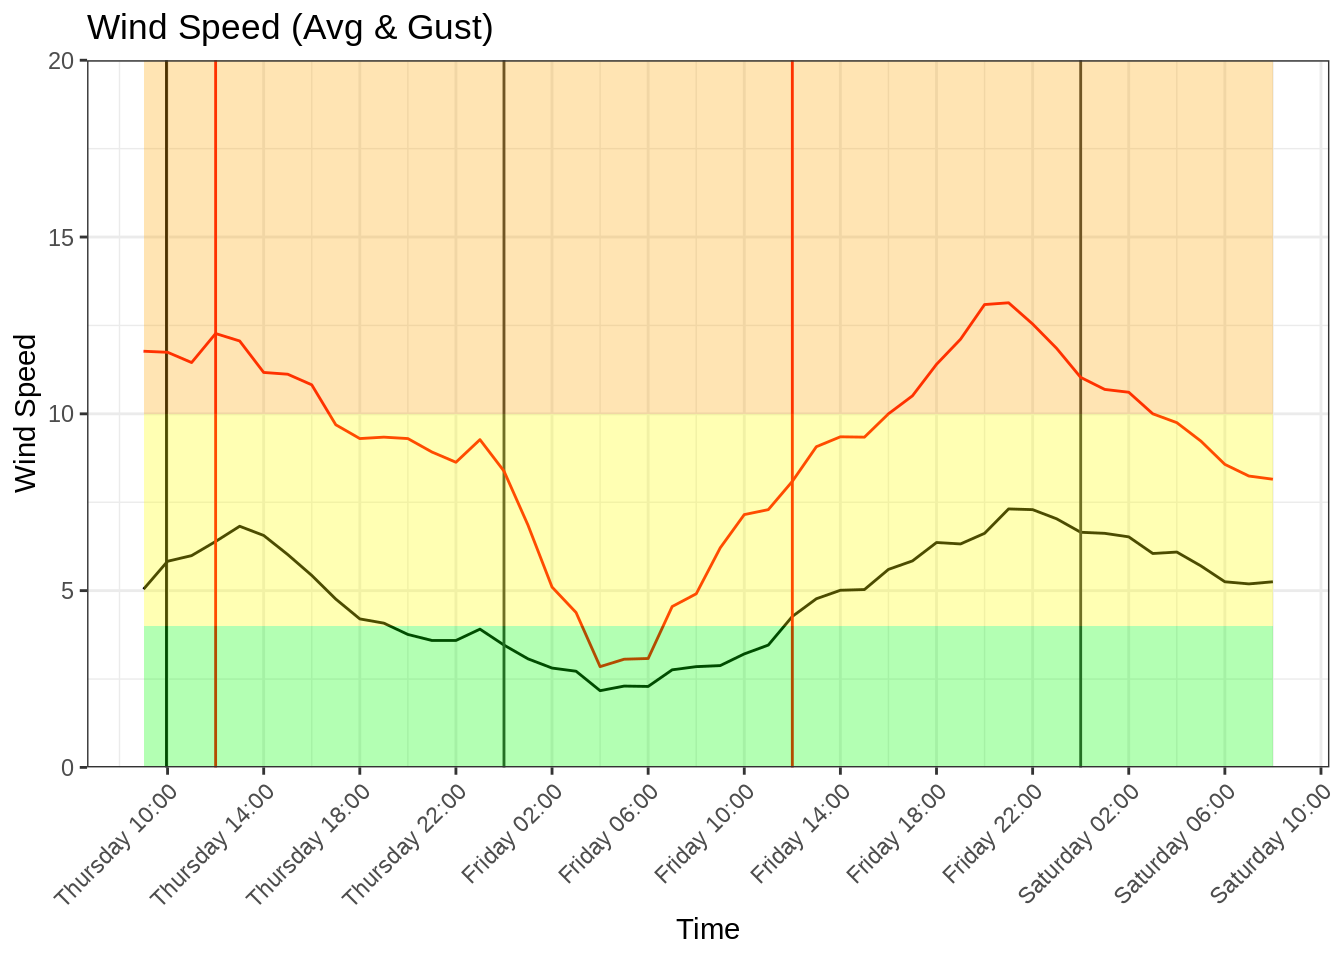 Wind Speed (Avg & Gust)
20
15
10
5
0
Wind Speed
Thursday 10:00
Thursday 14:00
Thursday 18:00
Thursday 22:00
Friday 02:00
Friday 06:00
Friday 10:00
Friday 14:00
Friday 18:00
Friday 22:00
Saturday 02:00
Saturday 06:00
Saturday 10:00
Time